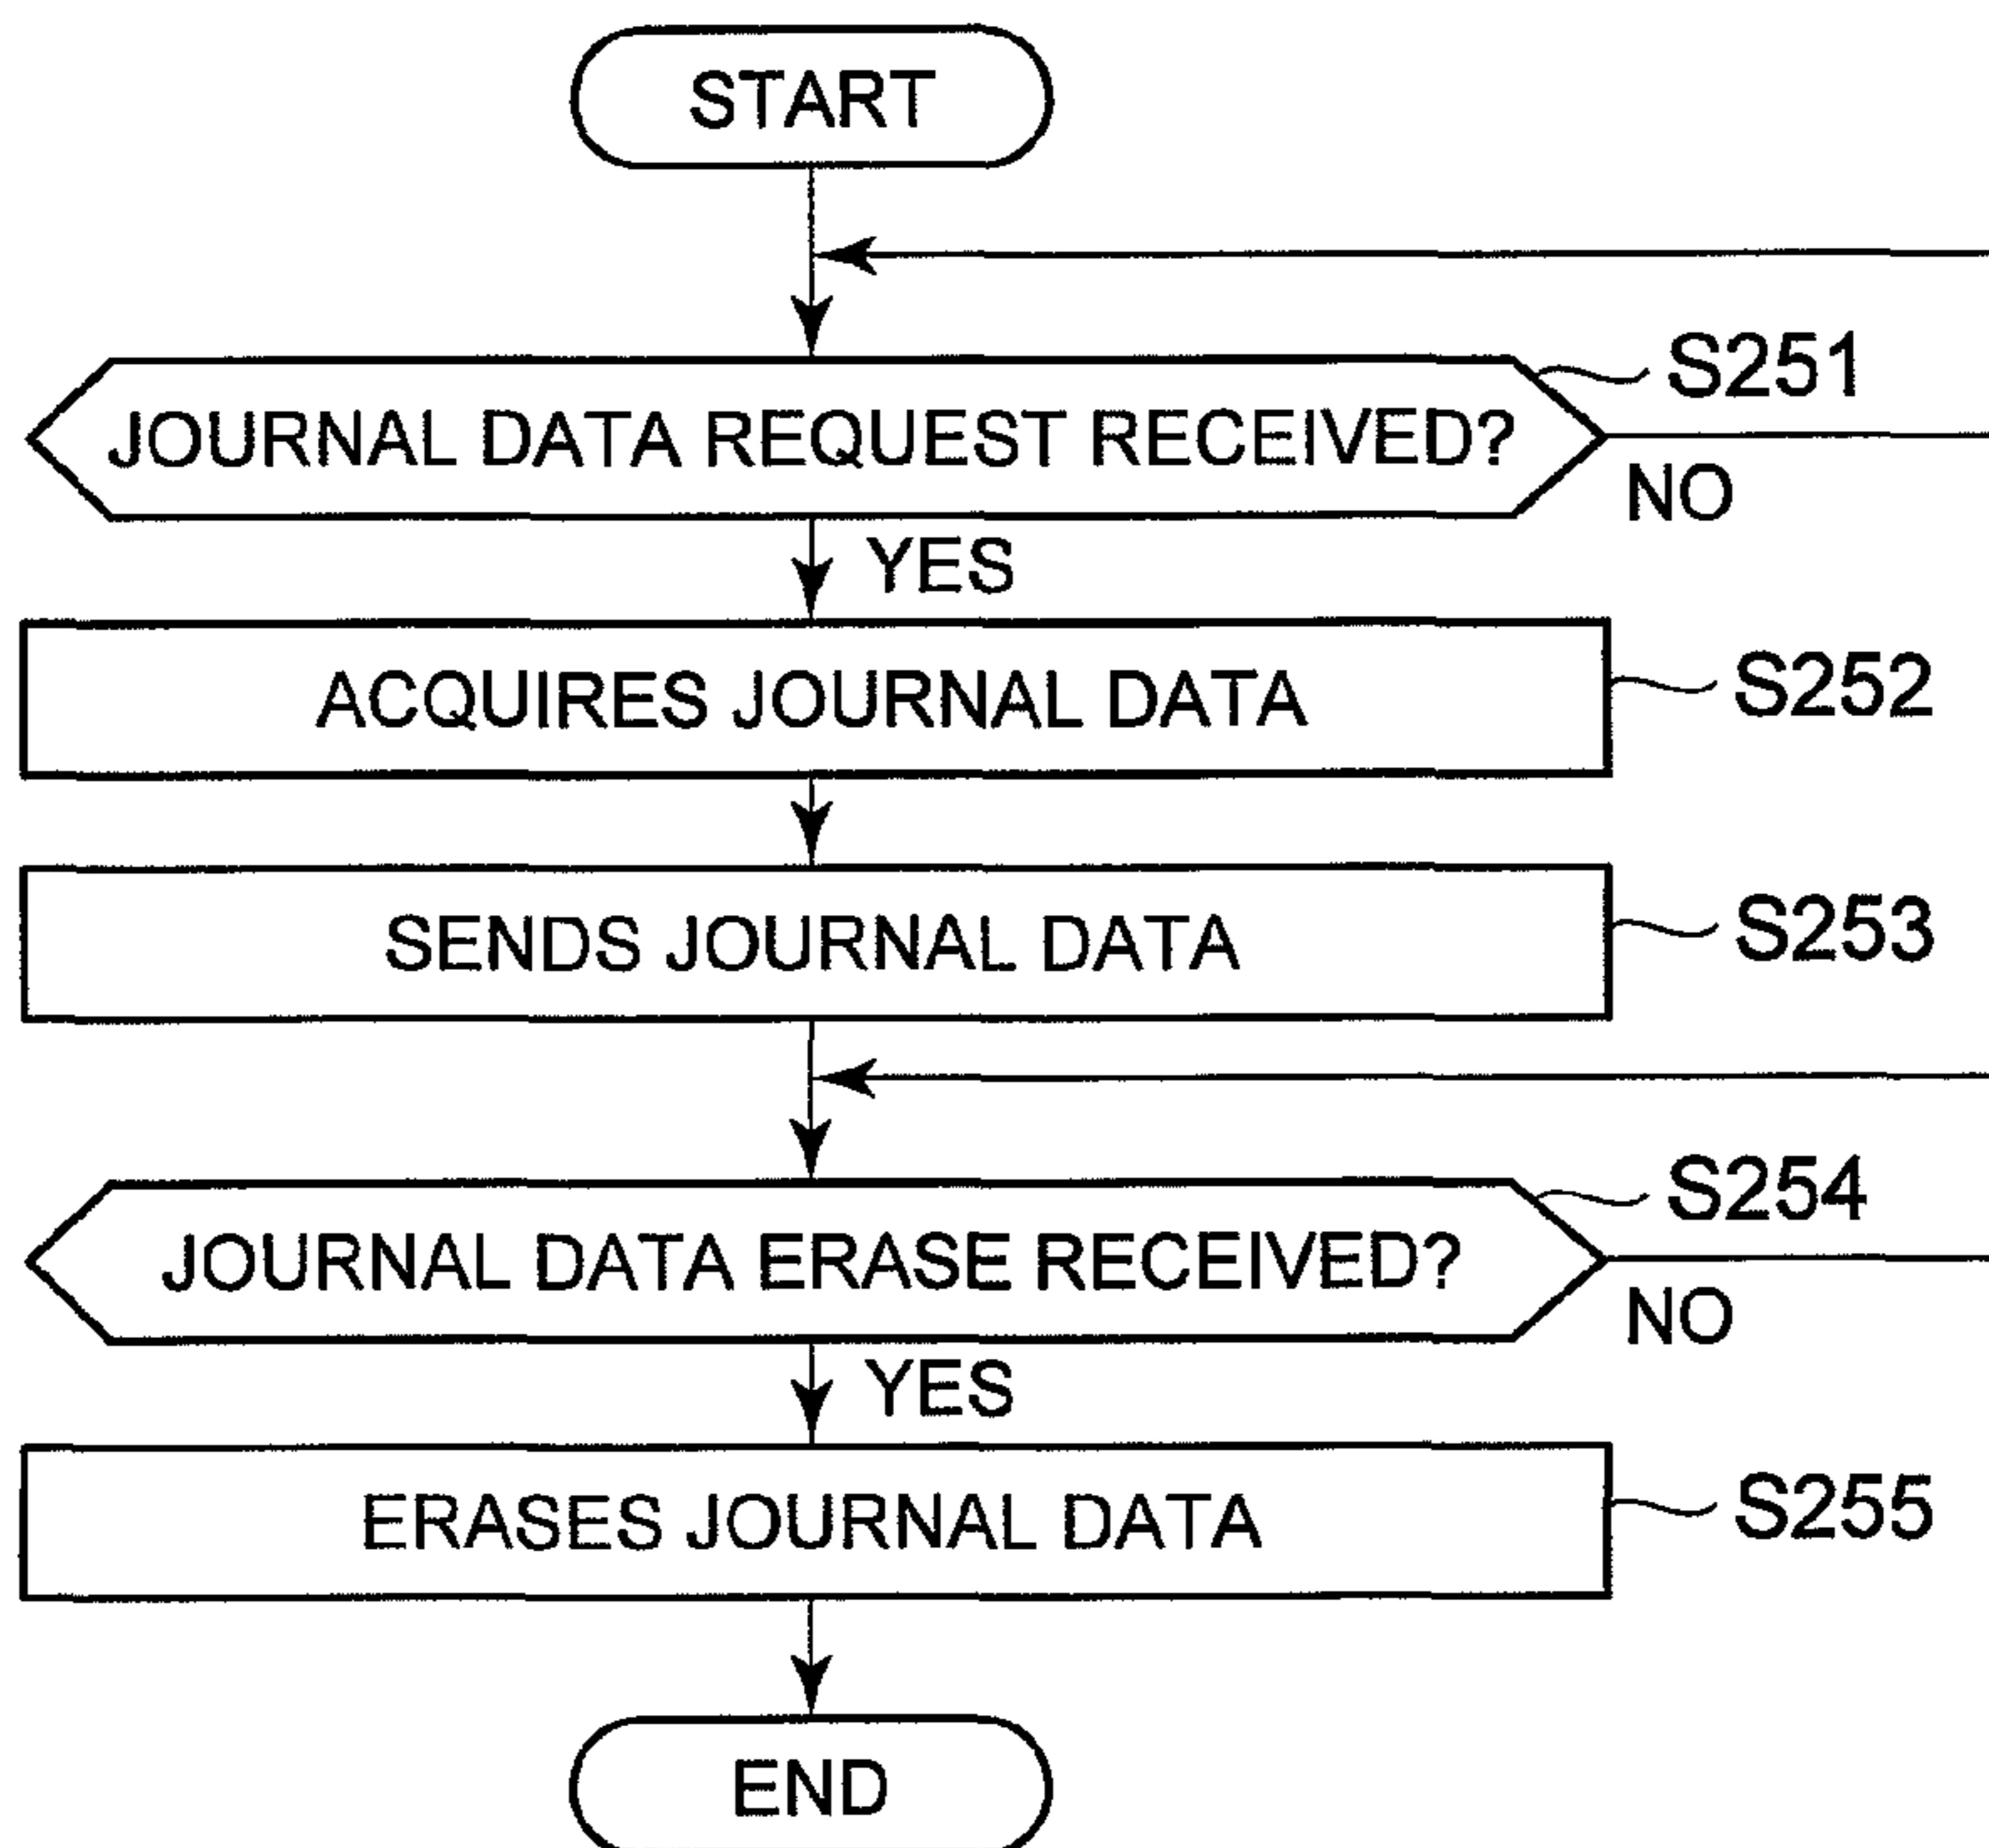 START
JOURNAL DATA REQUEST RECEIVED?
S251
NO
YES
ACQUIRES JOURNAL DATA
S252
SENDS JOURNAL DATA
S253
JOURNAL DATA ERASE RECEIVED?
S254
NO
YES
ERASES JOURNAL DATA
S255
END